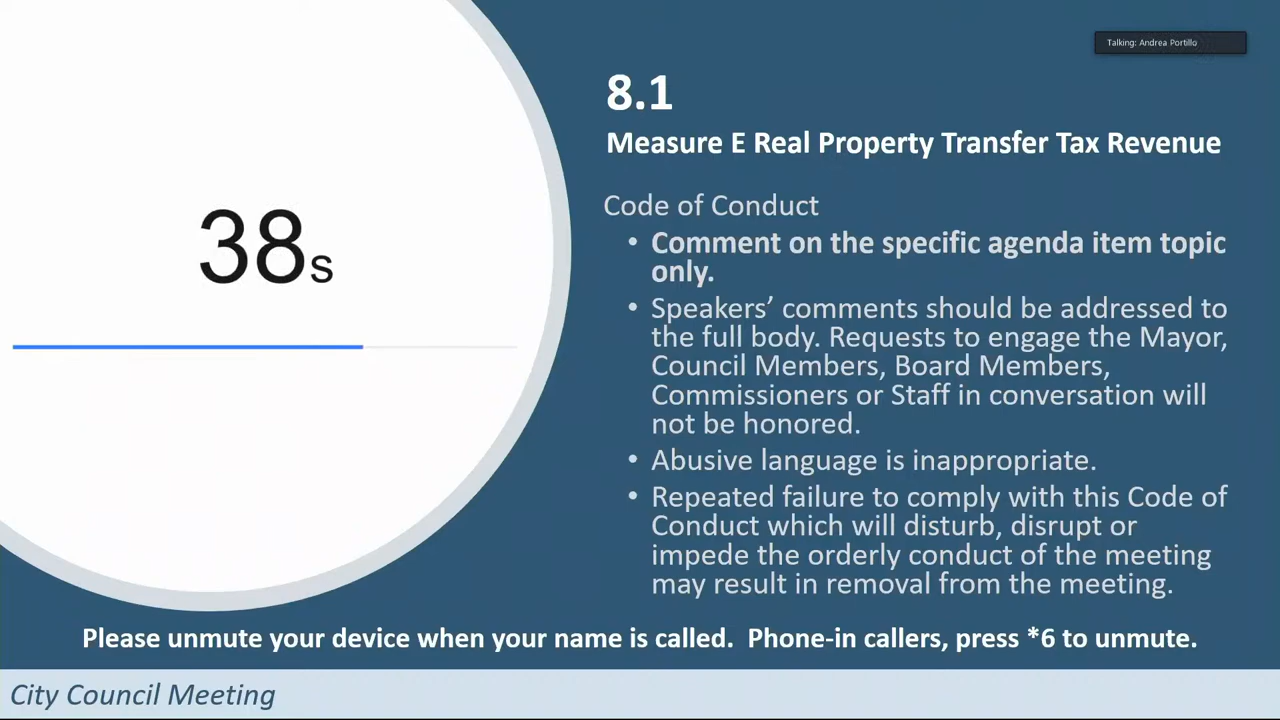 Talking: Andrea Portillo
8.1
Measure E Real Property Transfer Tax Revenue
38s
Code of Conduct
• Comment on the specific agenda item topic
only.
• Speakers’ comments should be addressed to
the full body. Requests to engage the Mayor,
Council Members, Board Members,
Commissioners or Staff in conversation will
not be honored.
• Abusive language is inappropriate.
• Repeated failure to comply with this Code of
Conduct which will disturb, disrupt or
impede the orderly conduct of the meeting
may result in removal from the meeting.
Please unmute your device when your name is called. Phone-in callers, press *6 to unmute.
City Council Meeting